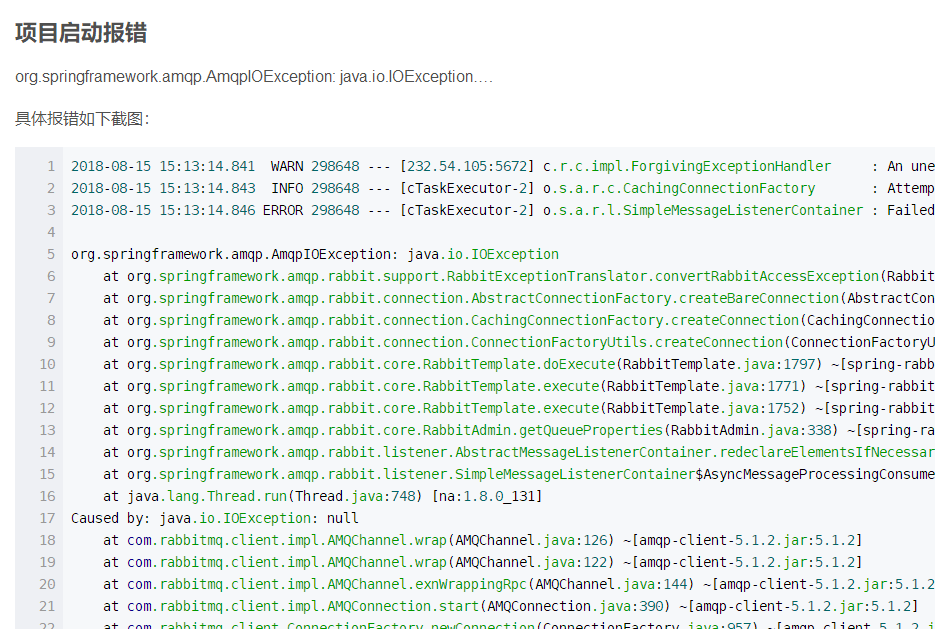 项目启动报错
org.springframework.amqp.AmqpIOException: java.io.IOException….
具体报错如下截图：
1 2018-08-15 15:13:14.841  WARN 298648 --- [232.54.105:5672] c.r.c.impl.ForgivingExceptionHandler     : An une
2 2018-08-15 15:13:14.843  INFO 298648 --- [cTaskExecutor-2] o.s.a.r.c.CachingConnectionFactory       : Attemp
3 2018-08-15 15:13:14.846 ERROR 298648 --- [cTaskExecutor-2] o.s.a.r.l.SimpleMessageListenerContainer : Failed
4
5 org.springframework.amqp.AmqpIOException: java.io.IOException
6     at org.springframework.amqp.rabbit.support.RabbitExceptionTranslator.convertRabbitAccessException(Rabbit
7     at org.springframework.amqp.rabbit.connection.AbstractConnectionFactory.createBareConnection(AbstractCon
8     at org.springframework.amqp.rabbit.connection.CachingConnectionFactory.createConnection(CachingConnectio
9     at org.springframework.amqp.rabbit.connection.ConnectionFactoryUtils.createConnection(ConnectionFactoryU
10     at org.springframework.amqp.rabbit.core.RabbitTemplate.doExecute(RabbitTemplate.java:1797) ~[spring-rabb
11     at org.springframework.amqp.rabbit.core.RabbitTemplate.execute(RabbitTemplate.java:1771) ~[spring-rabbit
12     at org.springframework.amqp.rabbit.core.RabbitTemplate.execute(RabbitTemplate.java:1752) ~[spring-rabbit
13     at org.springframework.amqp.rabbit.core.RabbitAdmin.getQueueProperties(RabbitAdmin.java:338) ~[spring-ra
14     at org.springframework.amqp.rabbit.listener.AbstractMessageListenerContainer.redeclareElementsIfNecessar
15     at org.springframework.amqp.rabbit.listener.SimpleMessageListenerContainer$AsyncMessageProcessingConsume
16     at java.lang.Thread.run(Thread.java:748) [na:1.8.0_131]
17 Caused by: java.io.IOException: null
18     at com.rabbitmq.client.impl.AMQChannel.wrap(AMQChannel.java:126) ~[amqp-client-5.1.2.jar:5.1.2]
19     at com.rabbitmq.client.impl.AMQChannel.wrap(AMQChannel.java:122) ~[amqp-client-5.1.2.jar:5.1.2]
20     at com.rabbitmq.client.impl.AMQChannel.exnWrappingRpc(AMQChannel.java:144) ~[amqp-client-5.1.2.jar:5.1.2
21     at com.rabbitmq.client.impl.AMQConnection.start(AMQConnection.java:390) ~[amqp-client-5.1.2.jar:5.1.2]
22     at com.rabbitmq.client.ConnectionFactory.newConnection(ConnectionFactory.java:957) ~[amqp-client-5.1.2.j